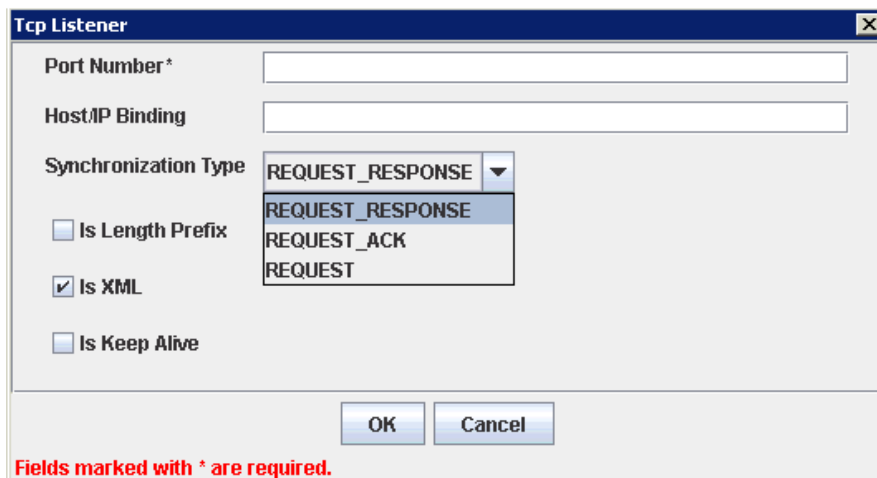 Tcp Listener
Port Number*
Host/IP Binding
Synchronization Type
REQUEST_RESPONSE
REQUEST_RESPONSE
REQUEST_ACK
REQUEST
Is Length Prefix
Is XML
Is Keep Alive
OK Cancel
Fields marked with * are required.